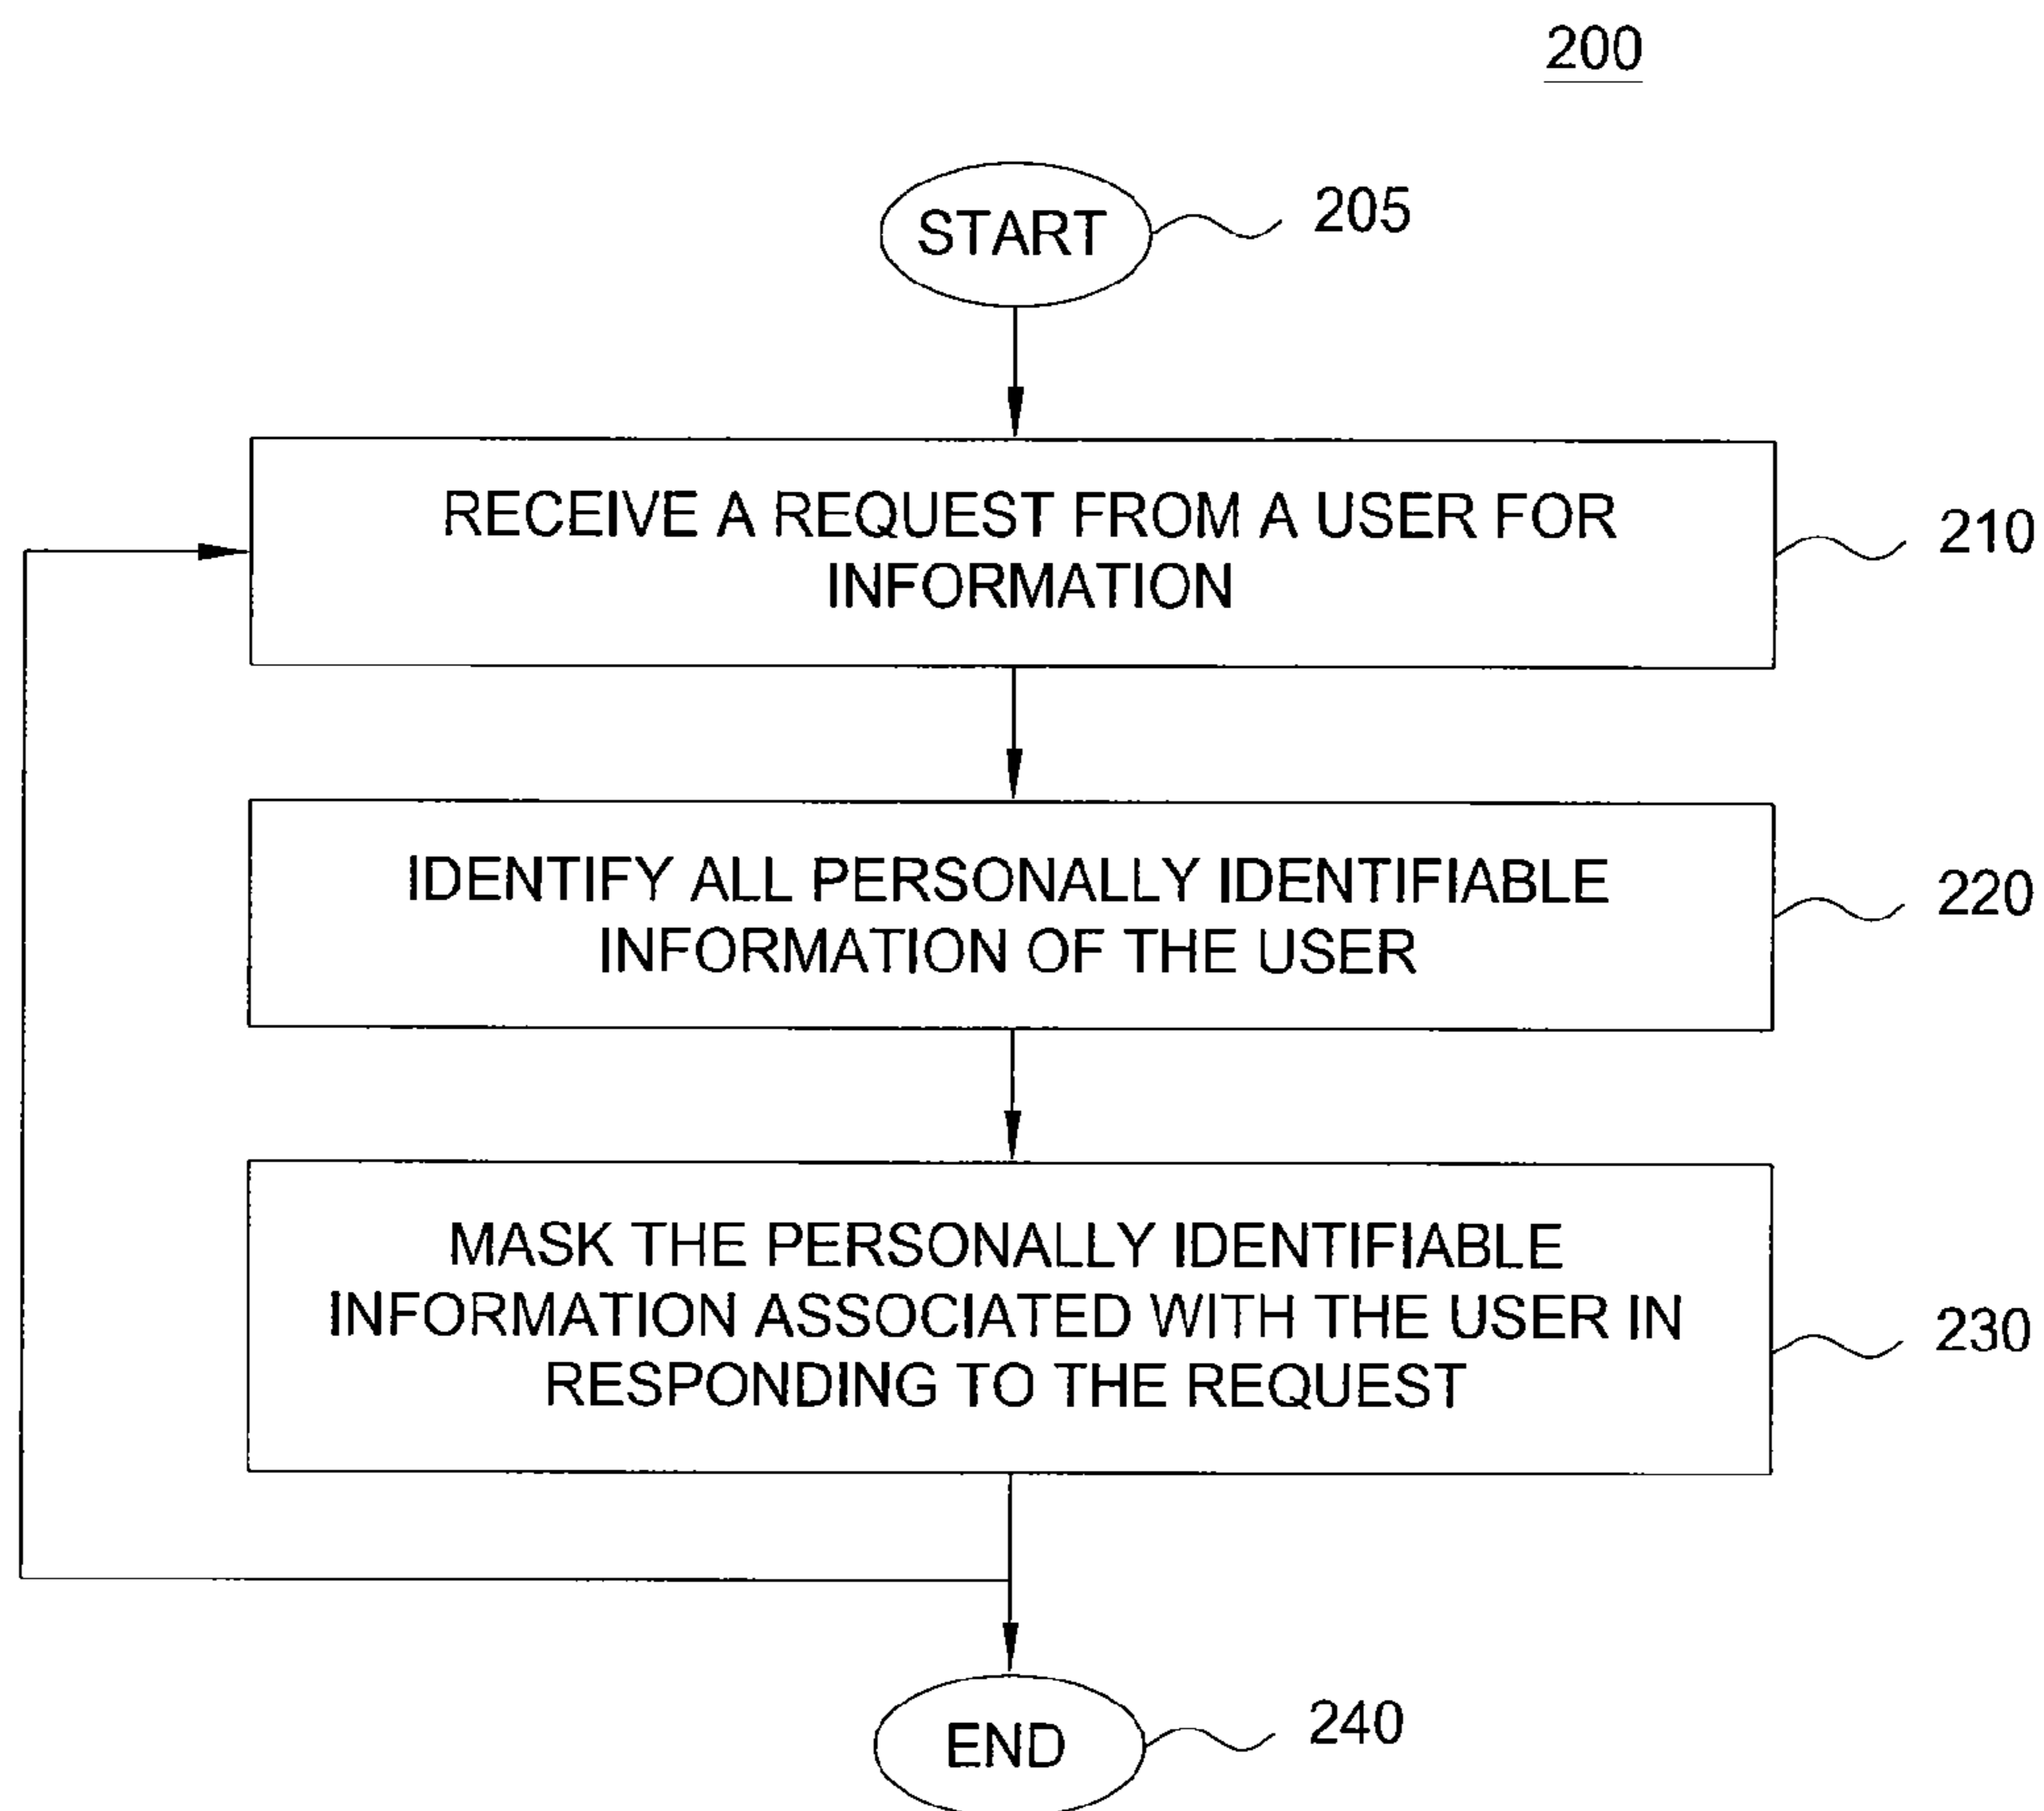 200
START
205
RECEIVE A REQUEST FROM A USER FOR
INFORMATION
210
IDENTIFY ALL PERSONALLY IDENTIFIABLE
INFORMATION OF THE USER
220
MASK THE PERSONALLY IDENTIFIABLE
INFORMATION ASSOCIATED WITH THE USER IN
RESPONDING TO THE REQUEST
230
END
240